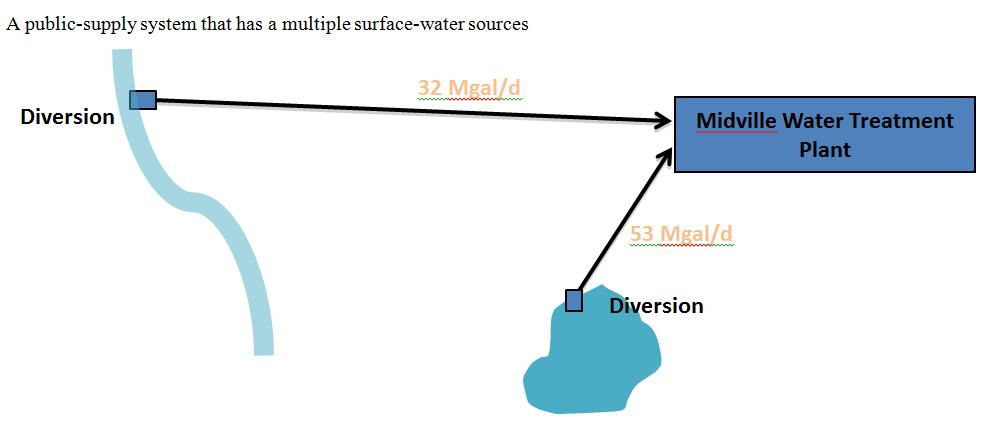 A public-supply system that has a multiple surface-water sources
32 Mgal/d
Diversion
Midville Water Treatment
Plant
53 Mgal/d
Diversion